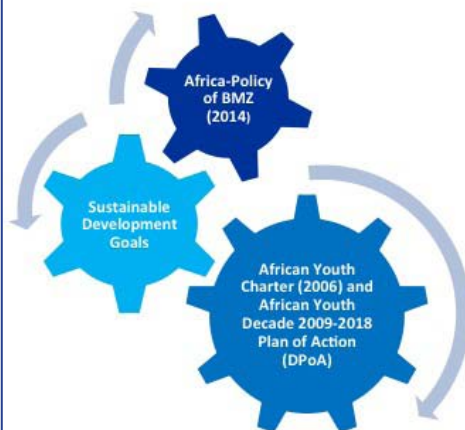 Africa-Policy
of BMZ
(2014)
Sustainable
Development
Goals
African Youth
Charter (2006) and
African Youth
Decade 2009-2018
Plan of Action
(DPoA)